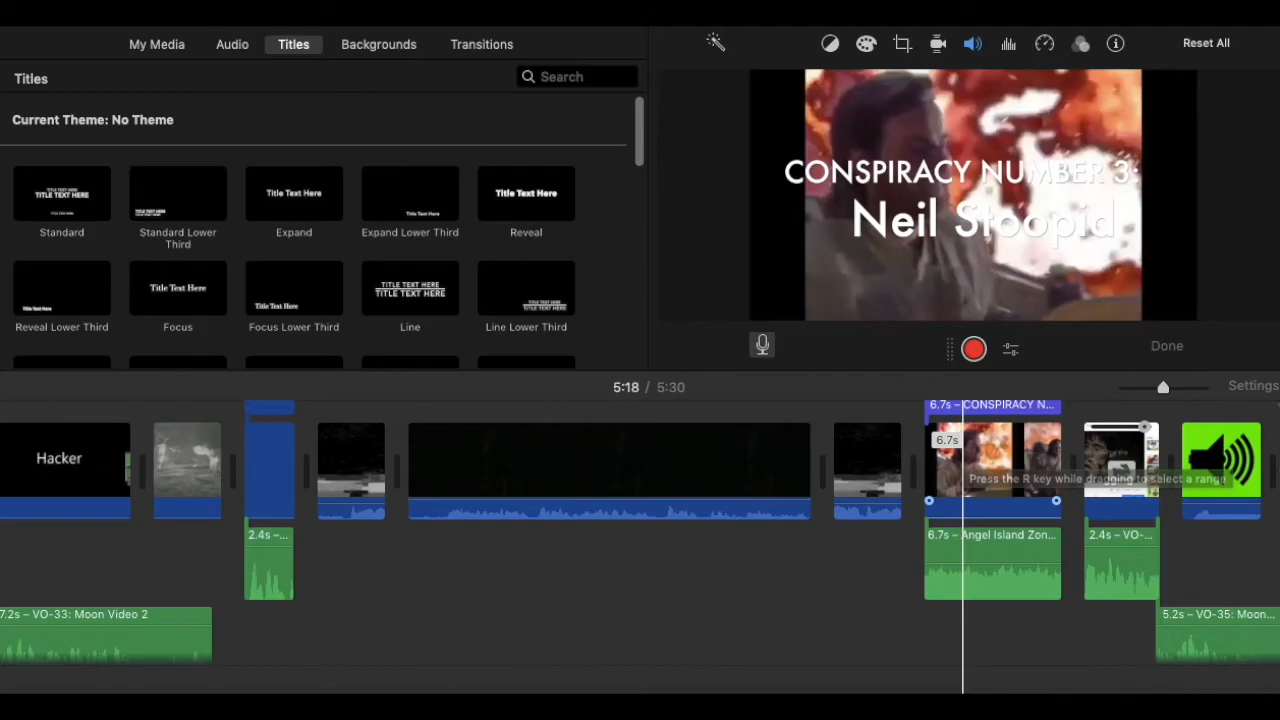 My Media
Audio
Titles
Backgrounds
Transitions
Reset All
Titles
Search
Current Theme: No Theme
TITLE TEXT HERE
Title Text Here
Title Text Here
Standard
Standard Lower
Third
Expand
Expand Lower Third
Reveal
Title Text Here
TITLE TEXT HERE
TITLE TEXT HERE
Reveal Lower Third
Focus
Focus Lower Third
Line
Line Lower Third
CONSPIRACY NUMBER 3:
Neil Stoopid
Done
5:18 / 5:30
Settings
6.7s – CONSPIRACY N...
Hacker
6.7s
Press the R key while dragging to select a range
2.4s –...
6.7s – Angel Island Zon...
2.4s – VO-...
7.2s – VO-33: Moon Video 2
5.2s – VO-35: Moon...